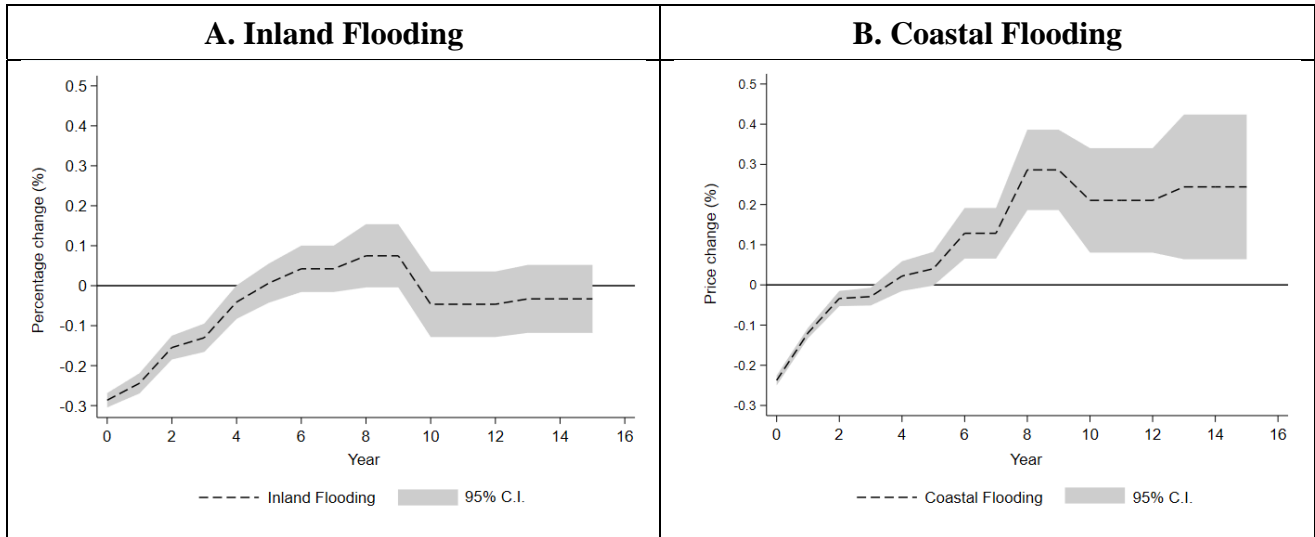 A. Inland Flooding
B. Coastal Flooding
Percentage change (%)
0.5
0.4
0.3
0.2
0.1
0
-0.1
-0.2
-0.3
0 2 4 6 8 10 12 14 16
Year
Inland Flooding 95% C.I.
Price change (%)
0.5
0.4
0.3
0.2
0.1
0
-0.1
-0.2
-0.3
0 2 4 6 8 10 12 14 16
Year
Coastal Flooding 95% C.I.